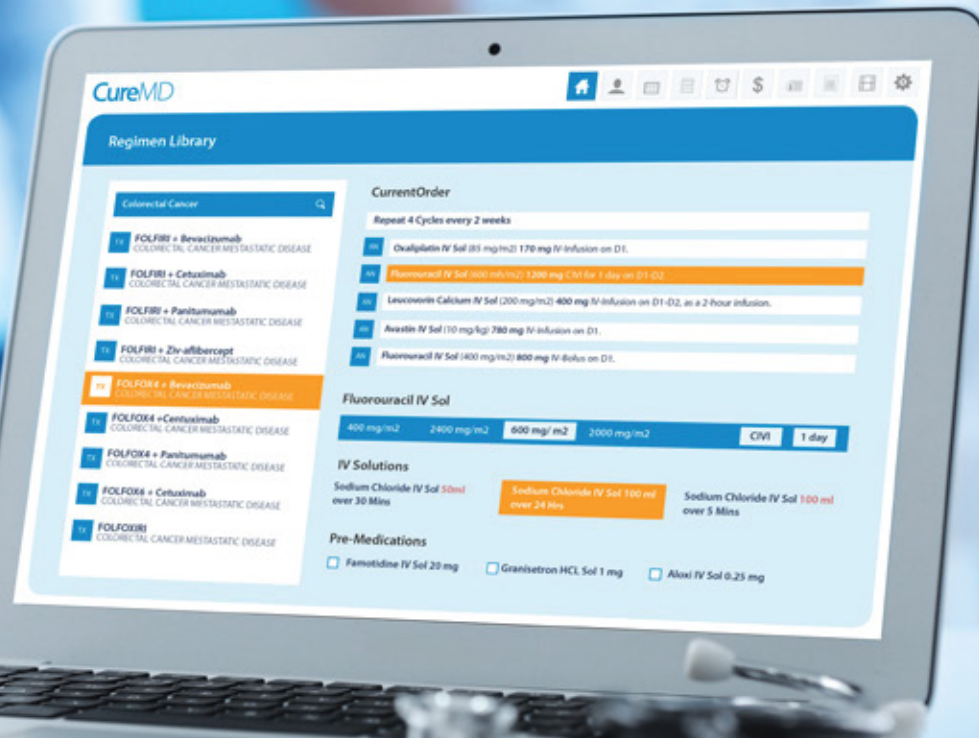 CureMD
Regimen Library
Colorectal Cancer
TX FOLFIRI + Bevacizumab
COLORECTAL CANCER MESTASTATIC DISEASE
TX FOLFIRI + Cetuximab
COLORECTAL CANCER MESTASTATIC DISEASE
TX FOLFIRI + Panitumumab
COLORECTAL CANCER MESTASTATIC DISEASE
TX FOLFIRI + Ziv-aflibercept
COLORECTAL CANCER MESTASTATIC DISEASE
TX FOLFOX4 + Bevacizumab
COLORECTAL CANCER MESTASTATIC DISEASE
TX FOLFOX4 +Centuximab
COLORECTAL CANCER MESTASTATIC DISEASE
TX FOLFOX4 + Panitumumab
COLORECTAL CANCER MESTASTATIC DISEASE
TX FOLFOX6 + Cetuximab
COLORECTAL CANCER MESTASTATIC DISEASE
TX FOLFOXIRI
COLORECTAL CANCER MESTASTATIC DISEASE
CurrentOrder
Repeat 4 Cycles every 2 weeks
AN Oxaliplatin IV Sol (85 mg/m2) 170 mg IV-Infusion on D1.
AN Fluorouracil IV Sol (600 mh/m2) 1200 mg CIVI for 1 day on D1-D2
AN Leucovorin Calcium IV Sol (200 mg/m2) 400 mg IV-Infusion on D1-D2, as a 2-hour infusion.
AN Avastin IV Sol (10 mg/kg) 780 mg IV-Infusion on D1.
AN Fluorouracil IV Sol (400 mg/m2) 800 mg IV-Bolus on D1.
Fluorouracil IV Sol
400 mg/m2 2400 mg/m2 600 mg/ m2 2000 mg/m2 CIVI 1 day
IV Solutions
Sodium Chloride IV Sol 50ml
over 30 Mins
Sodium Chloride IV Sol 100 ml
over 24 Hrs
Sodium Chloride IV Sol 100 ml
over 5 Mins
Pre-Medications
Famotidine IV Sol 20 mg Granisetron HCL Sol 1 mg Aloxi IV Sol 0.25 mg